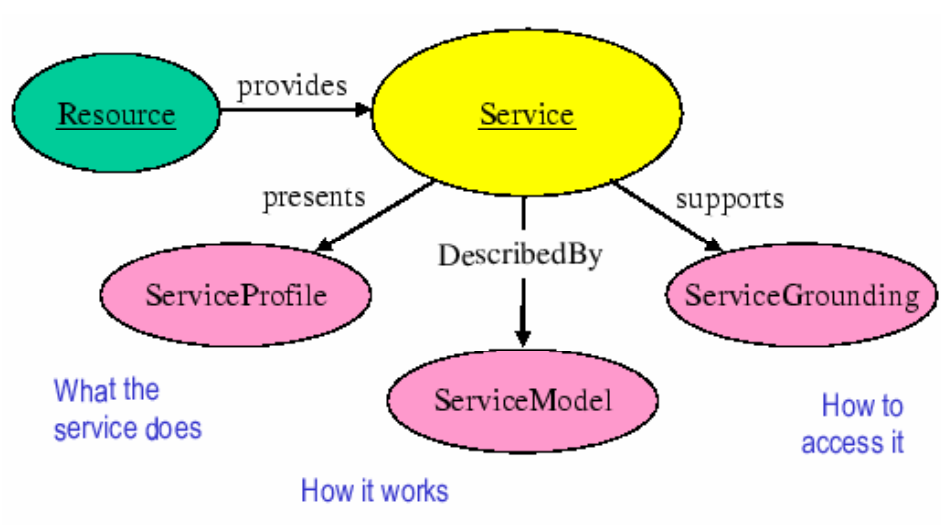 provides
Resource
Service
presents
supports
DescribedBy
ServiceProfile
ServiceGrounding
What the
service does
ServiceModel
How to
access it
How it works